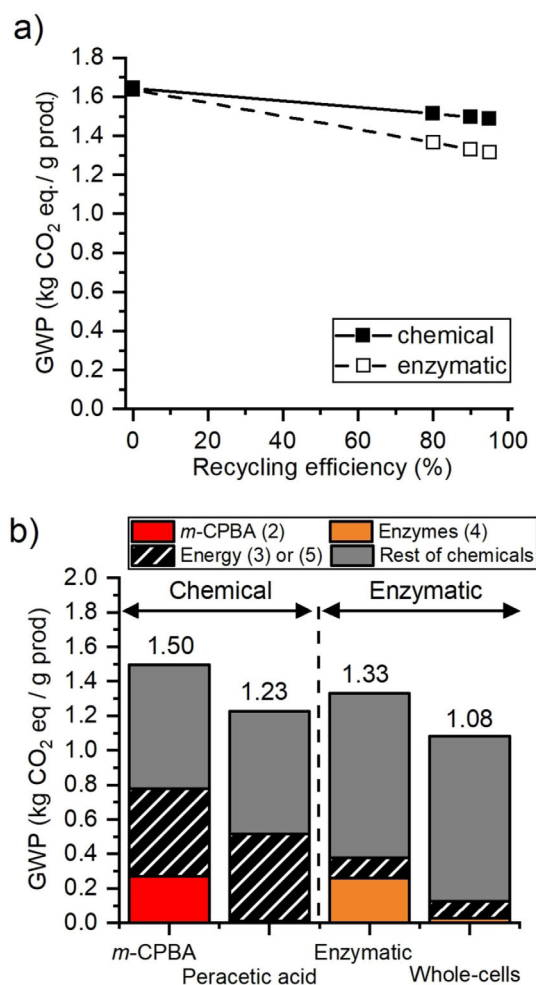 a)
1.8
1.6
1.4
1.2
1.0
0.8
0.6
0.4
0.2
0.0
GWP (kg CO₂ eq./ g prod.)
chemical
enzymatic
0 20 40 60 80 100
Recycling efficiency (%)
b)
m-CPBA (2) Enzymes (4)
Energy (3) or (5) Rest of chemicals
2.0
1.8
1.6
1.4
1.2
1.0
0.8
0.6
0.4
0.2
0.0
GWP (kg CO₂ eq / g prod)
Chemical Enzymatic
1.50
1.23
1.33
1.08
m-CPBA Enzymatic
Peracetic acid Whole-cells